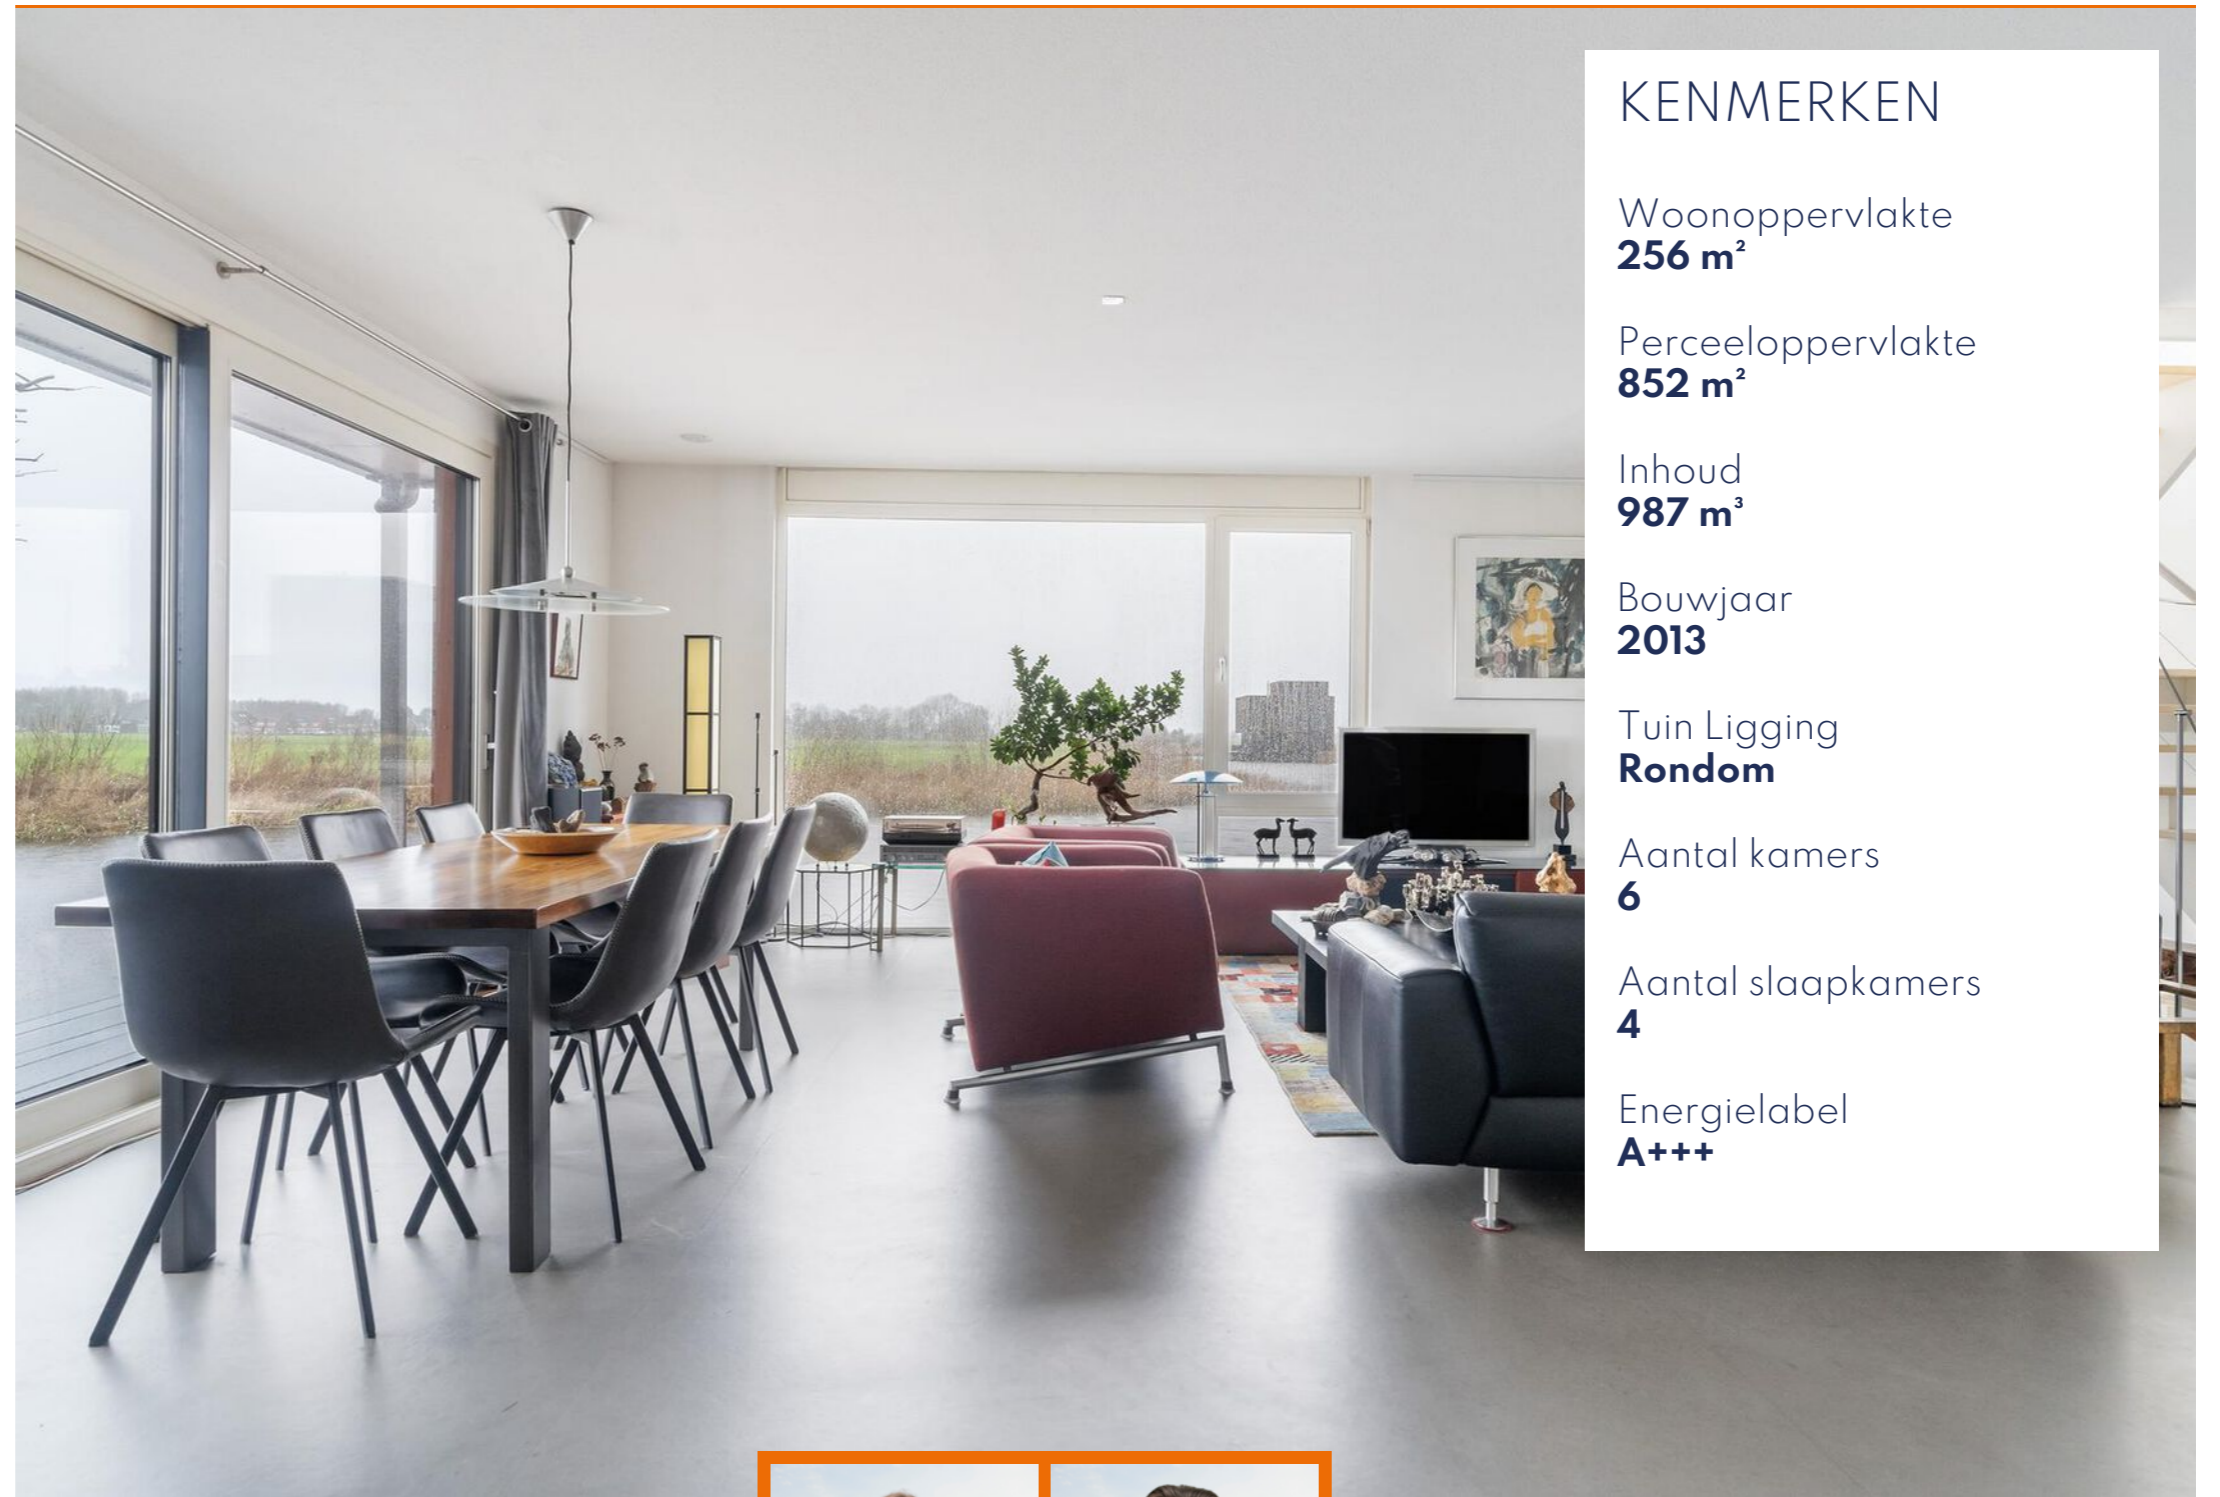 KENMERKEN
Woonoppervlakte
256 m²
Perceeloppervlakte
852 m²
Inhoud
987 m³
Bouwjaar
2013
Tuin Ligging
Rondom
Aantal kamers
6
Aantal slaapkamers
4
Energielabel
A+++